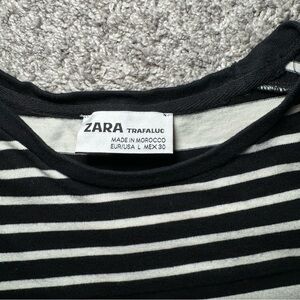 ZARA TRAFALUC
MADE IN MOROCCO
EUR/USA L MEX 30